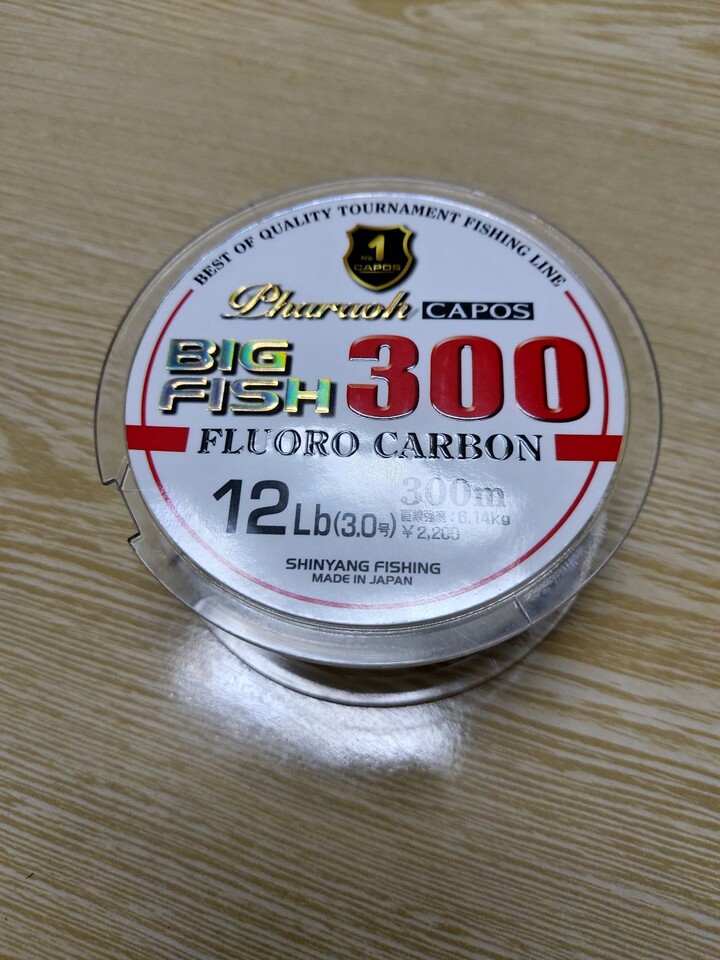 BEST OF QUALITY TOURNAMENT FISHING LINE
No.1
CAPOS
Pharaoh CAPOS
BIG FISH 300
FLUORO CARBON
12Lb(3.0号) 300m
直線強度:6.14kg
¥2,200
SHINYANG FISHING
MADE IN JAPAN